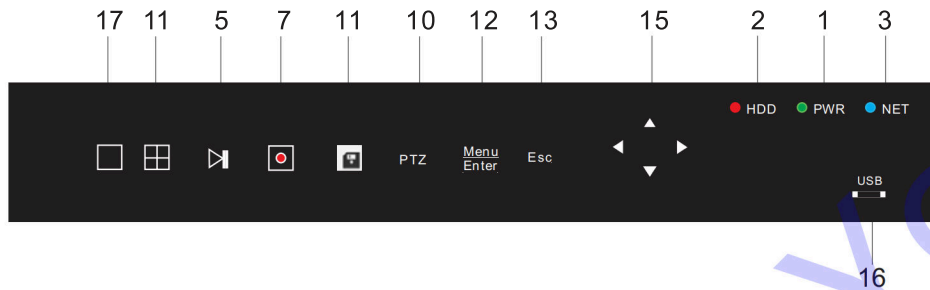 17 11 5 7 11 10 12 13 15 2 1 3
HDD PWR NET
PTZ Menu Esc
Enter
USB
16